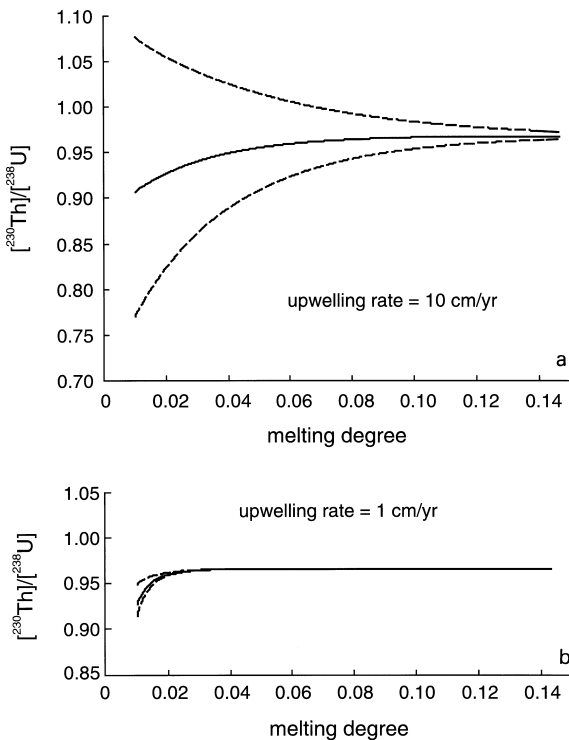 1.10
1.05
1.00
0.95
0.90
0.85
0.80
0.75
0.70
[²³⁰Th]/[²³⁸U]
upwelling rate = 10 cm/yr
a
0 0.02 0.04 0.06 0.08 0.10 0.12 0.14
melting degree
1.05
1.00
0.95
0.90
0.85
[²³⁰Th]/[²³⁸U]
upwelling rate = 1 cm/yr
b
0 0.02 0.04 0.06 0.08 0.10 0.12 0.14
melting degree